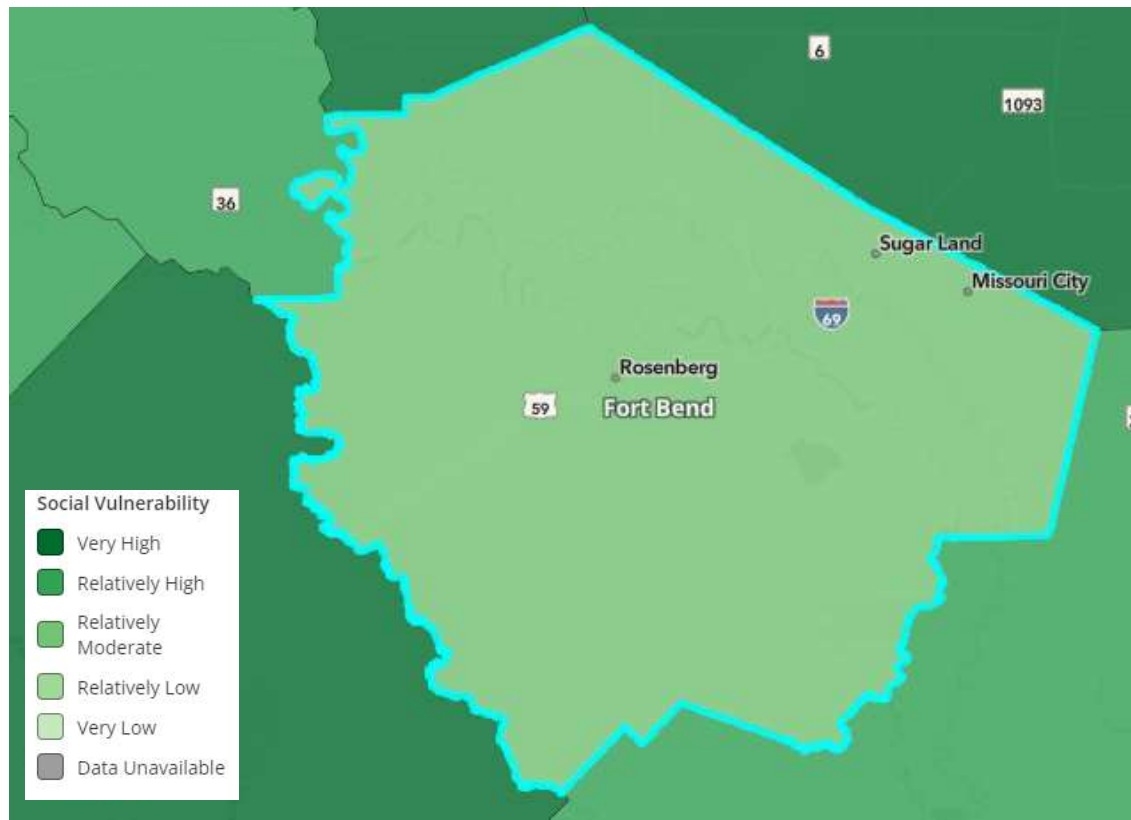 6
1093
36
Sugar Land
Missouri City
69
Rosenberg
59
Fort Bend
Social Vulnerability
Very High
Relatively High
Relatively
Moderate
Relatively Low
Very Low
Data Unavailable